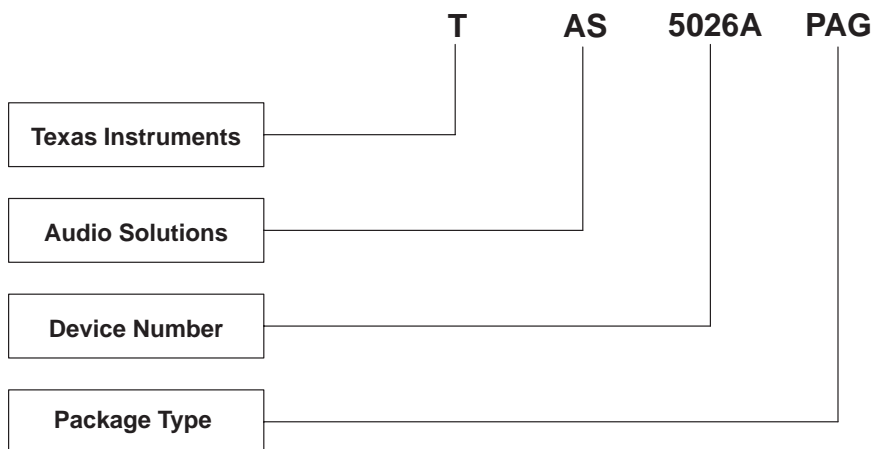 T AS 5026A PAG
Texas Instruments
Audio Solutions
Device Number
Package Type